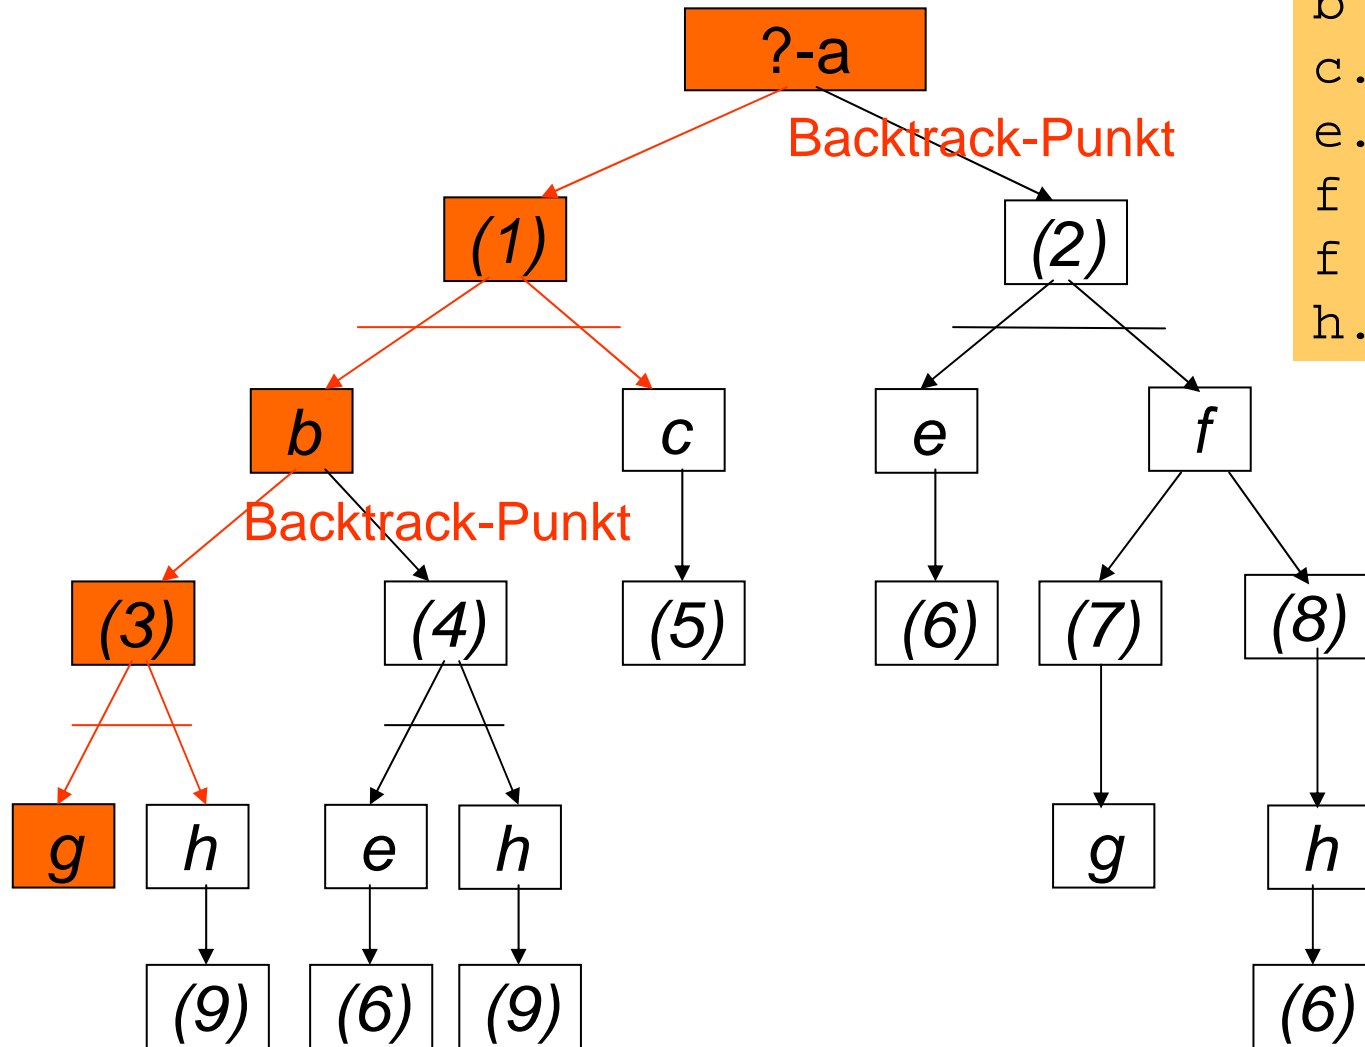 ?-a
Backtrack-Punkt
(1)
(2)
b
c
e
f
Backtrack-Punkt
(3)
(4)
(5)
(6)
(7)
(8)
g
h
e
h
g
h
(9)
(6)
(9)
(6)
b
c.
e.
f
f
h.